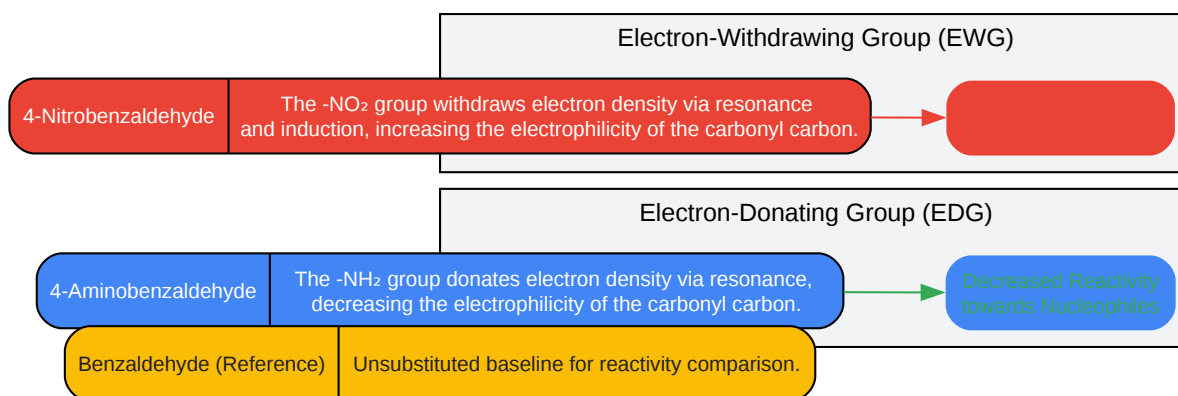 Electron-Withdrawing Group (EWG)
4-Nitrobenzaldehyde
The -NO₂ group withdraws electron density via resonance
and induction, increasing the electrophilicity of the carbonyl carbon.
Electron-Donating Group (EDG)
4-Aminobenzaldehyde
The -NH₂ group donates electron density via resonance,
decreasing the electrophilicity of the carbonyl carbon.
Decreased Reactivity
towards Nucleophiles
Benzaldehyde (Reference)
Unsubstituted baseline for reactivity comparison.